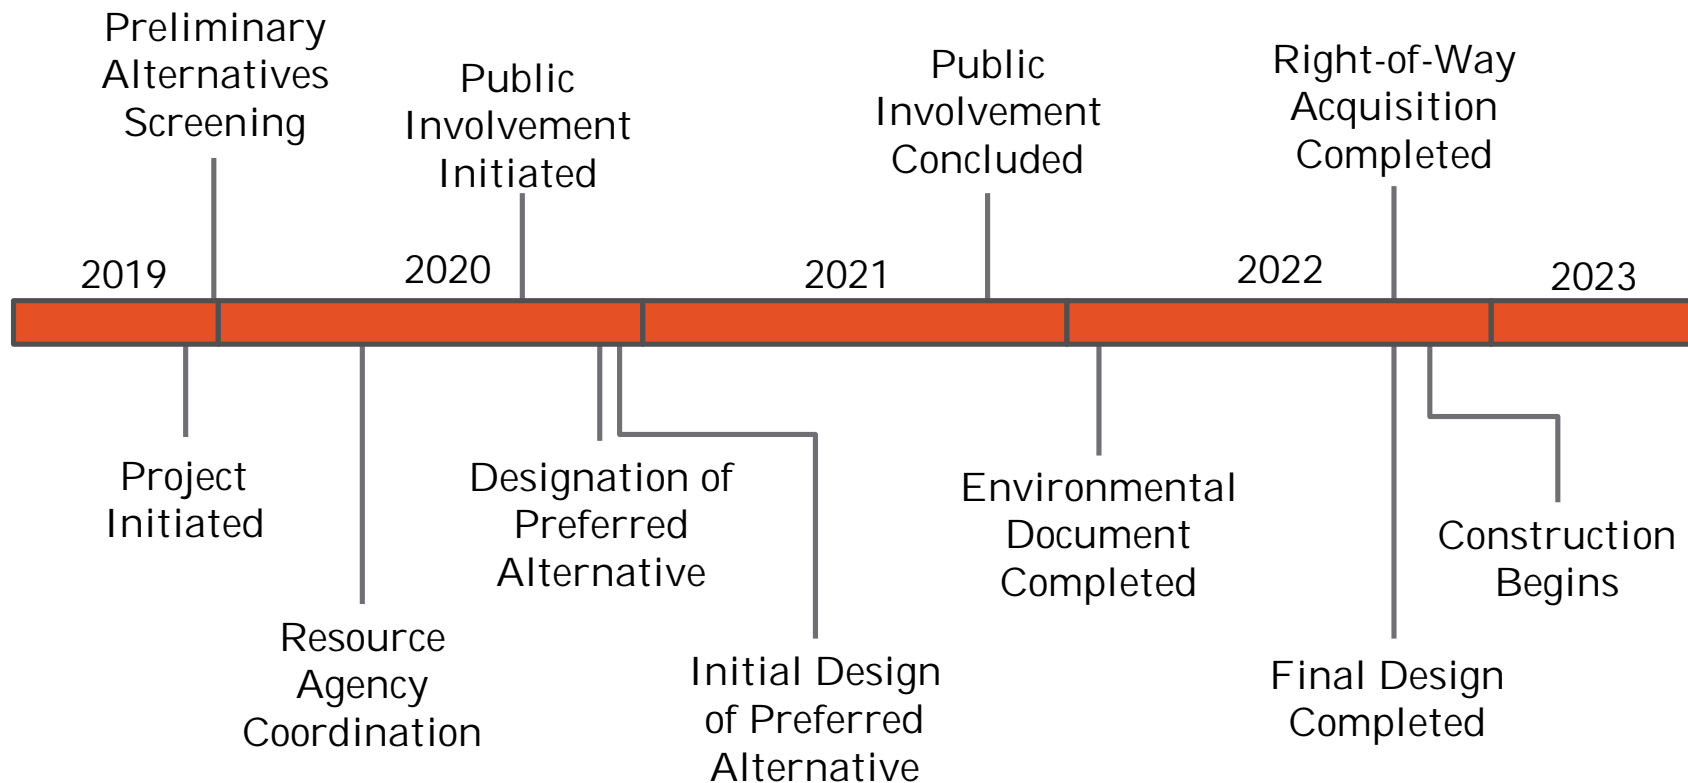 Preliminary
Alternatives
Screening
Public
Involvement
Initiated
Public
Involvement
Concluded
Right-of-Way
Acquisition
Completed
2019
2020
2021
2022
2023
Project
Initiated
Resource
Agency
Coordination
Designation of
Preferred
Alternative
Initial Design
of Preferred
Alternative
Environmental
Document
Completed
Final Design
Completed
Construction
Begins